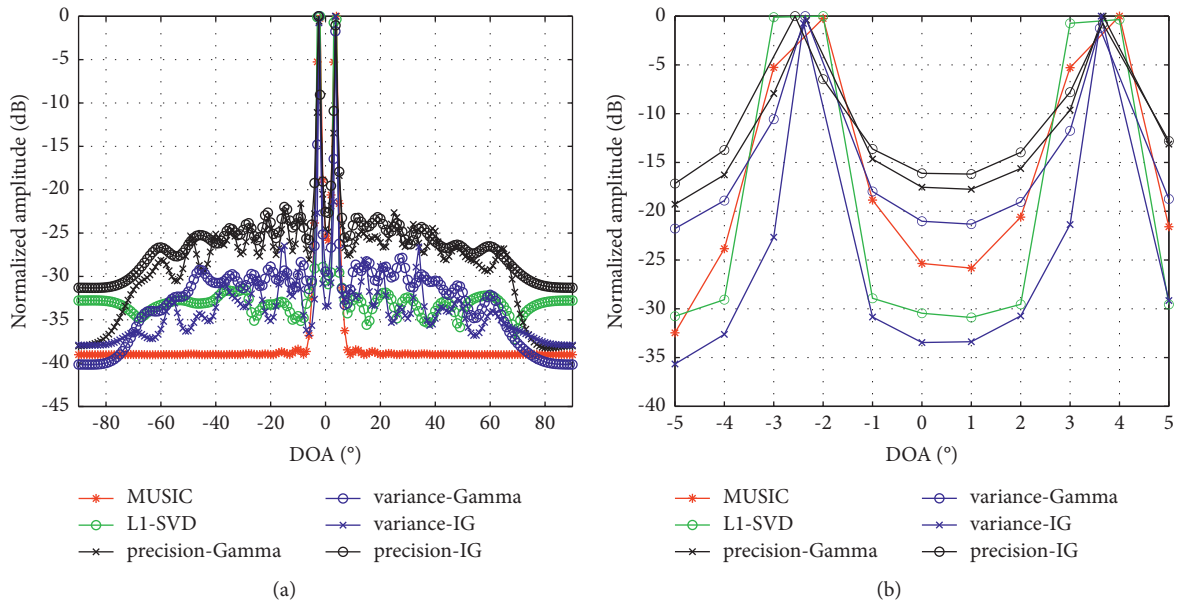 0
-5
-10
-15
-20
-25
-30
-35
-40
-45
Normalized amplitude (dB)
-80 -60 -40 -20 0 20 40 60 80
DOA (°)
MUSIC
L1-SVD
precision-Gamma
variance-Gamma
variance-IG
precision-IG
(a)
0
-5
-10
-15
-20
-25
-30
-35
-40
Normalized amplitude (dB)
-5 -4 -3 -2 -1 0 1 2 3 4 5
DOA (°)
MUSIC
L1-SVD
precision-Gamma
variance-Gamma
variance-IG
precision-IG
(b)